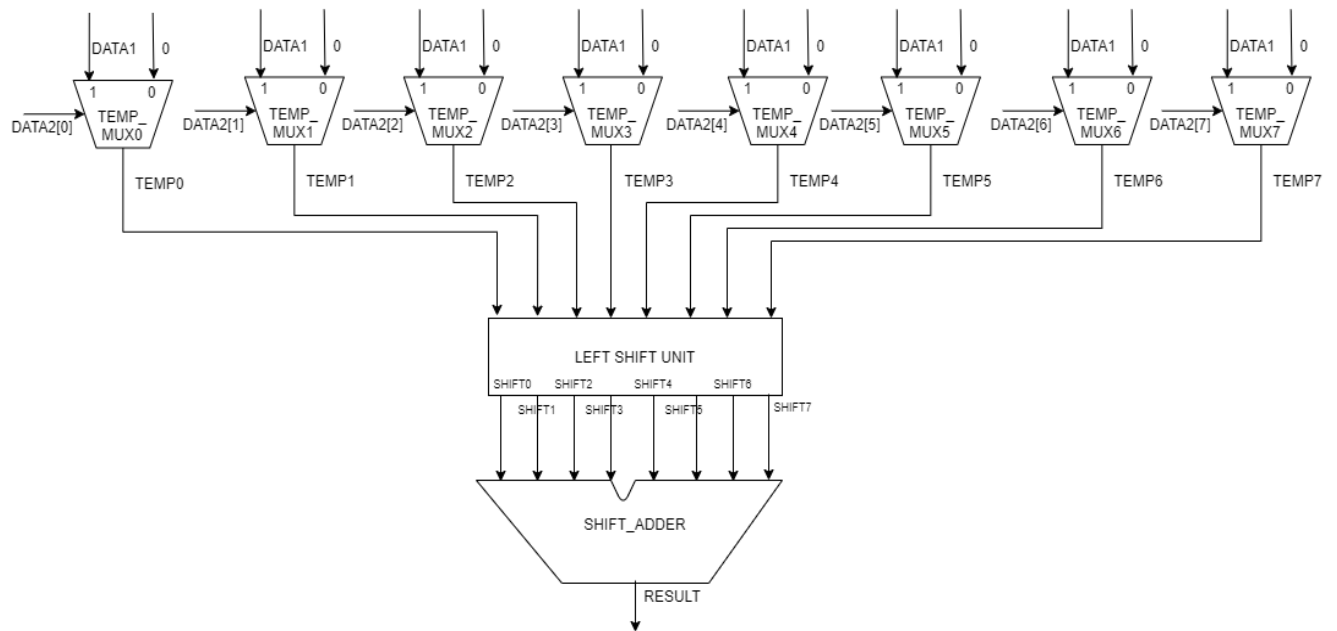 DATA1 0 DATA1 0 DATA1 0 DATA1 0 DATA1 0 DATA1 0 DATA1 0 DATA1 0
1 0 1 0 1 0 1 0 1 0 1 0 1 0 1 0
DATA2[0] TEMP_ DATA2[1] TEMP_ DATA2[2] TEMP_ DATA2[3] TEMP_ DATA2[4] TEMP_ DATA2[5] TEMP_ DATA2[6] TEMP_ DATA2[7] TEMP_
MUX0 MUX1 MUX2 MUX3 MUX4 MUX5 MUX6 MUX7
TEMP0 TEMP1 TEMP2 TEMP3 TEMP4 TEMP5 TEMP6 TEMP7
LEFT SHIFT UNIT
SHIFT0 SHIFT2 SHIFT4 SHIFT6
SHIFT1 SHIFT3 SHIFT5 SHIFT7
SHIFT_ADDER
RESULT